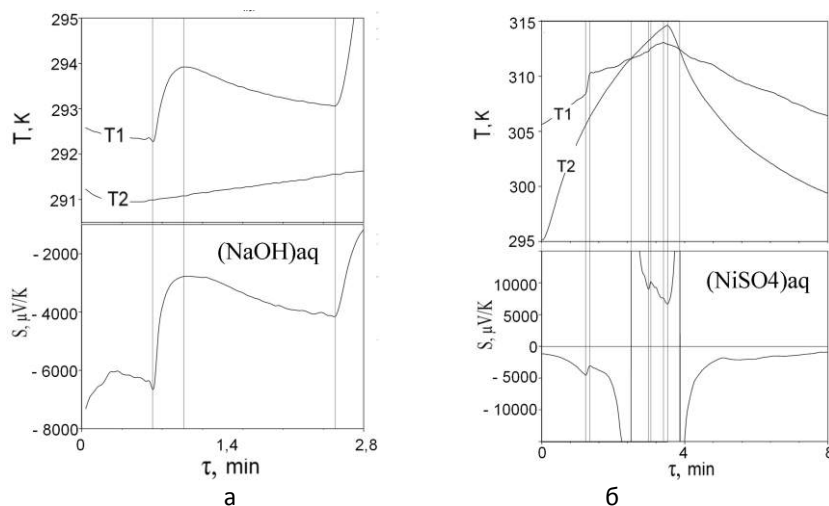 295
294
293
292
291
T, K
T1
T2
- 2000
- 4000
- 6000
- 8000
S, µV/K
(NaOH)aq
0
1,4
2,8
τ, min
а
315
310
305
300
295
T, K
T1
T2
10000
5000
0
- 5000
- 10000
S, µV/K
(NiSO4)aq
0
4
8
τ, min
б